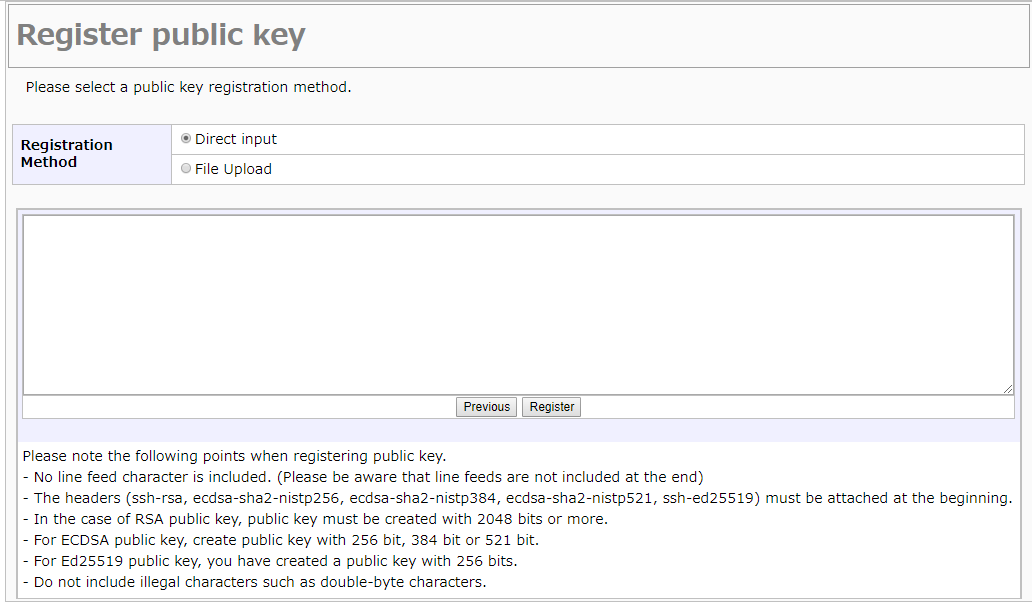 Register public key
Please select a public key registration method.
Registration
Method
Direct input
File Upload
Previous
Register
Please note the following points when registering public key.
- No line feed character is included. (Please be aware that line feeds are not included at the end)
- The headers (ssh-rsa, ecdsa-sha2-nistp256, ecdsa-sha2-nistp384, ecdsa-sha2-nistp521, ssh-ed25519) must be attached at the beginning.
- In the case of RSA public key, public key must be created with 2048 bits or more.
- For ECDSA public key, create public key with 256 bit, 384 bit or 521 bit.
- For Ed25519 public key, you have created a public key with 256 bits.
- Do not include illegal characters such as double-byte characters.